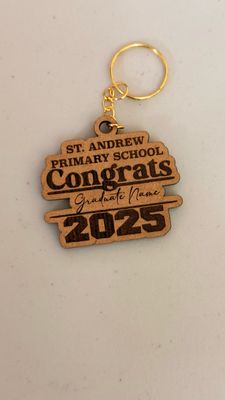 ST. ANDREW
PRIMARY SCHOOL
Congrats
Graduate Name
2025